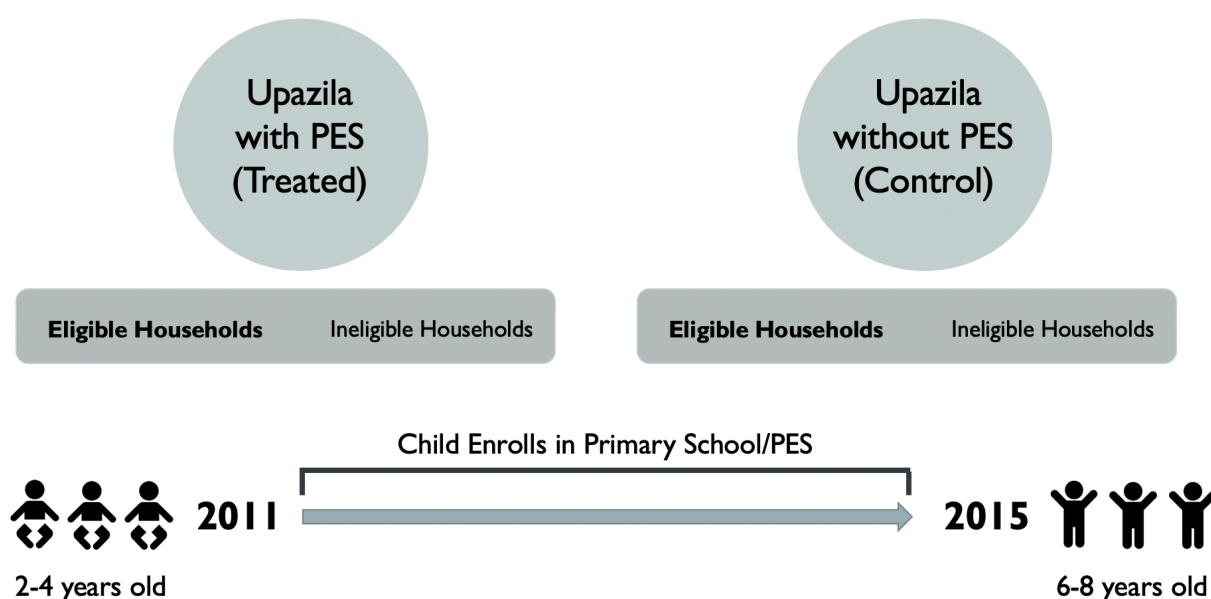 Upazila
with PES
(Treated)
Upazila
without PES
(Control)
Eligible Households
Ineligible Households
Eligible Households
Ineligible Households
Child Enrolls in Primary School/PES
2011
2015
2-4 years old
6-8 years old